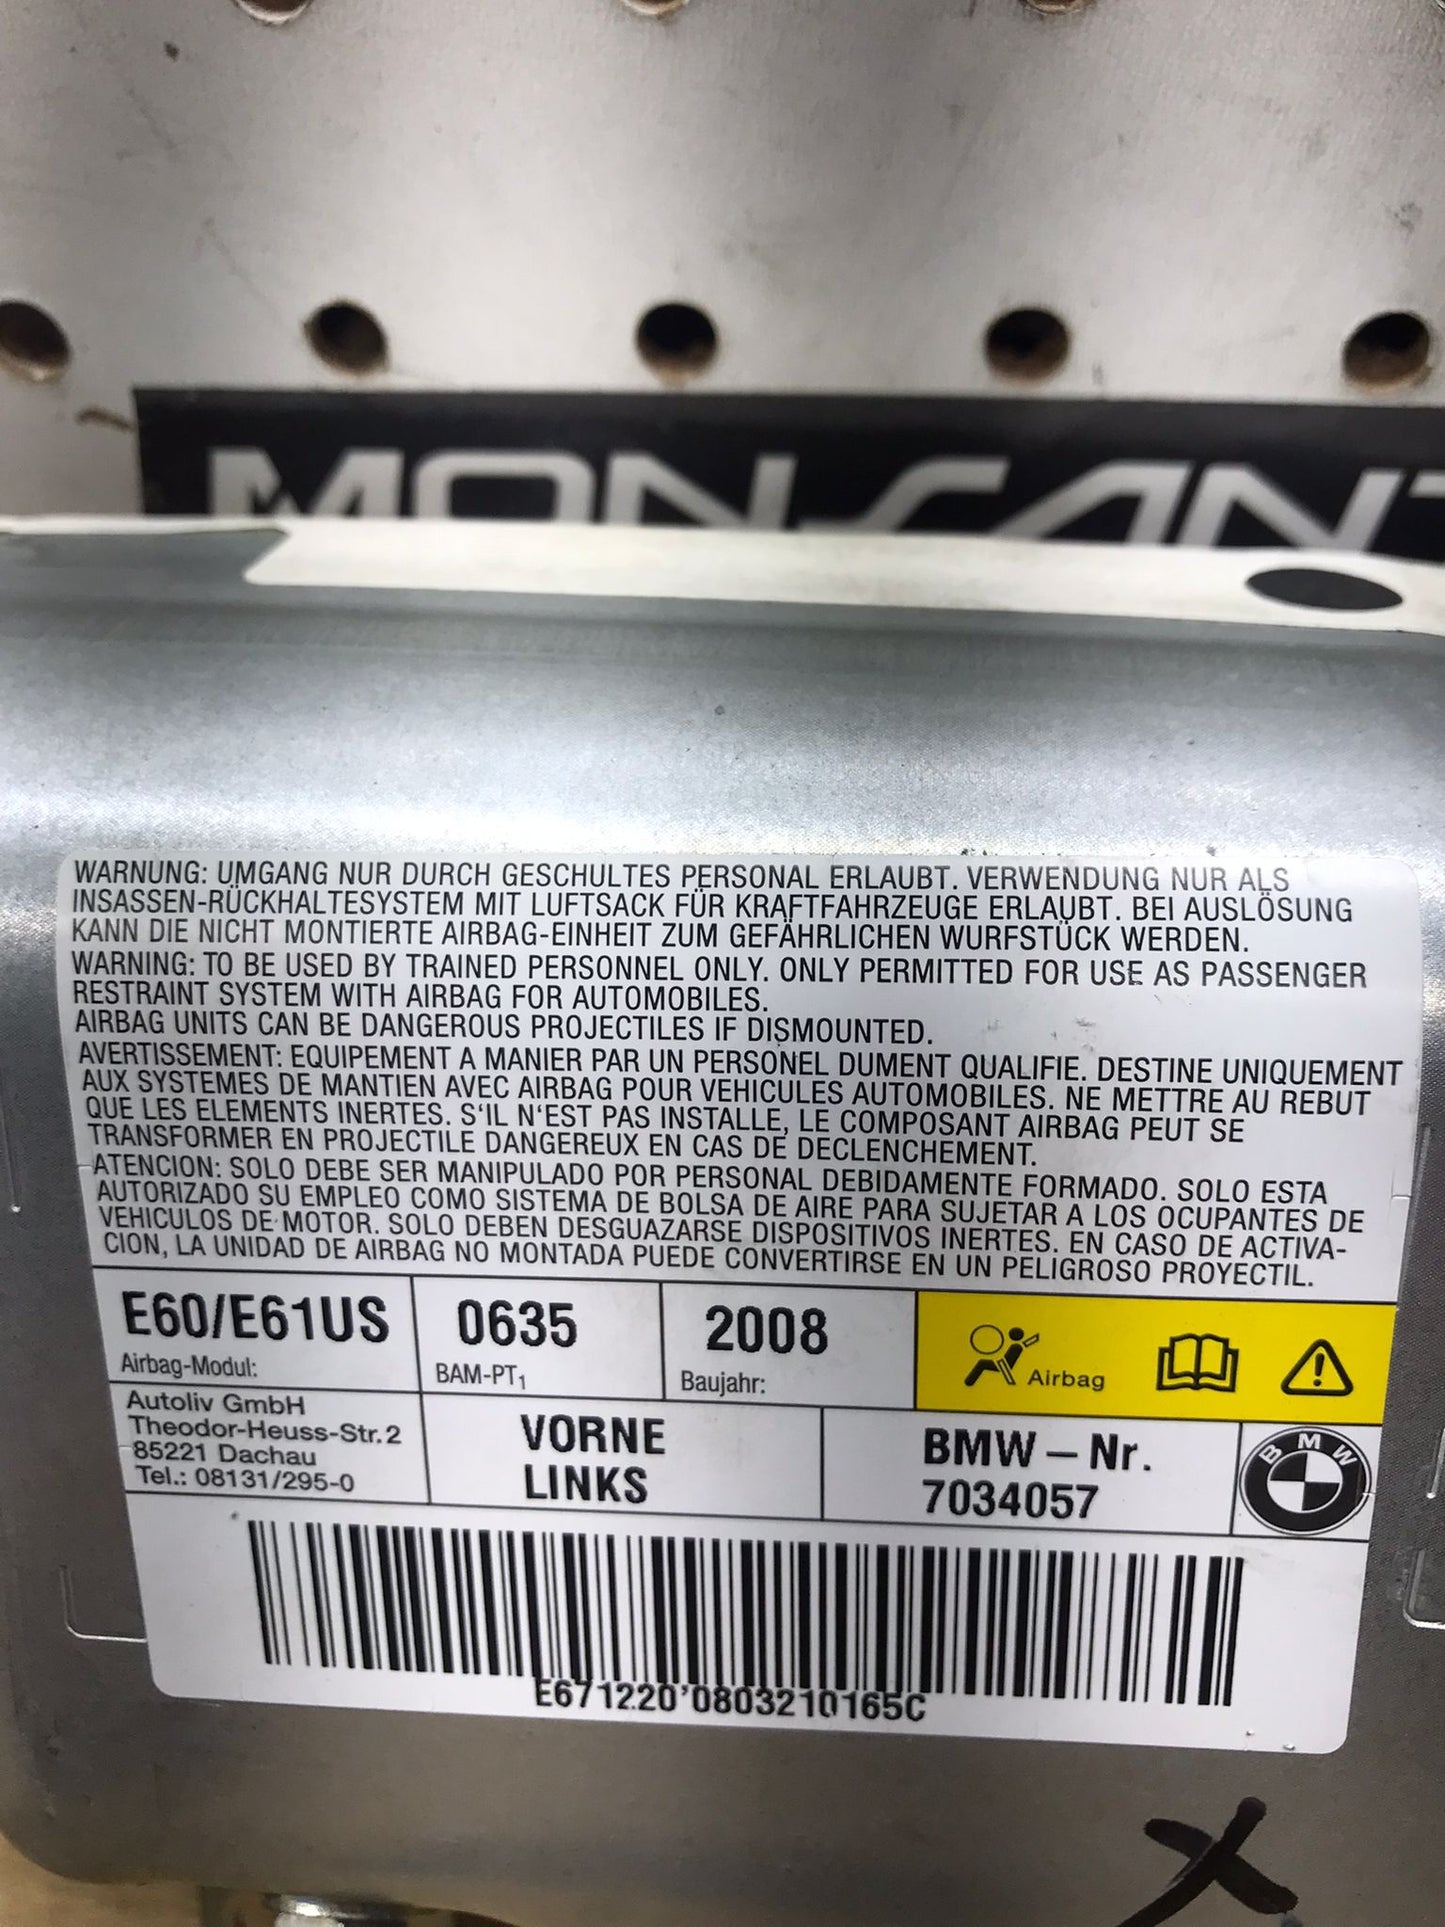 MONSANT
WARNUNG: UMGANG NUR DURCH GESCHULTES PERSONAL ERLAUBT. VERWENDUNG NUR ALS
INSASSEN-RÜCKHALTESYSTEM MIT LUFTSACK FÜR KRAFTFAHRZEUGE ERLAUBT. BEI AUSLÖSUNG
KANN DIE NICHT MONTIERTE AIRBAG-EINHEIT ZUM GEFÄHRLICHEN WURFSTÜCK WERDEN.
WARNING: TO BE USED BY TRAINED PERSONNEL ONLY. ONLY PERMITTED FOR USE AS PASSENGER
RESTRAINT SYSTEM WITH AIRBAG FOR AUTOMOBILES.
AIRBAG UNITS CAN BE DANGEROUS PROJECTILES IF DISMOUNTED.
AVERTISSEMENT: EQUIPEMENT A MANIER PAR UN PERSONEL DUMENT QUALIFIE. DESTINE UNIQUEMENT
AUX SYSTEMES DE MANTIEN AVEC AIRBAG POUR VEHICULES AUTOMOBILES. NE METTRE AU REBUT
QUE LES ELEMENTS INERTES. S'IL N'EST PAS INSTALLE, LE COMPOSANT AIRBAG PEUT SE
TRANSFORMER EN PROJECTILE DANGEREUX EN CAS DE DECLENCHEMENT.
ATENCION: SOLO DEBE SER MANIPULADO POR PERSONAL DEBIDAMENTE FORMADO. SOLO ESTA
AUTORIZADO SU EMPLEO COMO SISTEMA DE BOLSA DE AIRE PARA SUJETAR A LOS OCUPANTES DE
VEHICULOS DE MOTOR. SOLO DEBEN DESGUAZARSE DISPOSITIVOS INERTES. EN CASO DE ACTIVA-
CION, LA UNIDAD DE AIRBAG NO MONTADA PUEDE CONVERTIRSE EN UN PELIGROSO PROYECTIL.
E60/E61US
Airbag-Modul:
0635
BAM-PT1
2008
Baujahr:
Airbag
Autoliv GmbH
Theodor-Heuss-Str.2
85221 Dachau
Tel.: 08131/295-0
VORNE
LINKS
BMW – Nr.
7034057
BMW
E671220'0803210165C
X